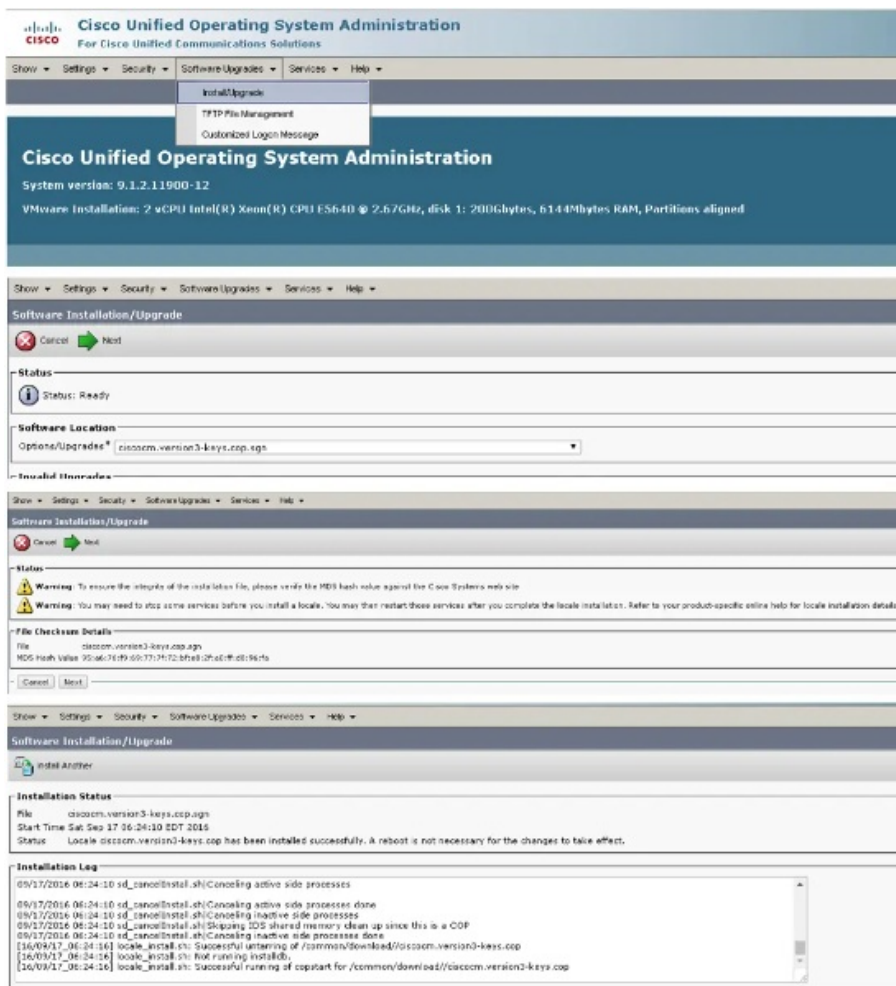 CISCO
Cisco Unified Operating System Administration
For Cisco Unified Communications Solutions
Show Settings Security Software Upgrades Services Help
Install/Upgrade
TFTP File Management
Customized Logon Message
Cisco Unified Operating System Administration
System version: 9.1.2.11900-12
VMware Installation: 2 vCPU Intel(R) Xeon(R) CPU E5640 @ 2.67GHz, disk 1: 200Gbytes, 6144Mbytes RAM, Partitions aligned
Show Settings Security Software Upgrades Services Help
Software Installation/Upgrade
Cancel Next
Status
Status: Ready
Software Location
Options/Upgrades* ciscocm.version3-keys.cop.sgn
Invalid Upgrades
Show Settings Security Software Upgrades Services Help
Software Installation/Upgrade
Cancel Next
Status
Warning: To ensure the integrity of the installation file, please verify the MD5 hash value against the Cisco Systems web site
Warning: You may need to stop some services before you install a locale. You may then restart those services after you complete the locale installation. Refer to your product-specific online help for locale installation details
File Checksum Details
File ciscocm.version3-keys.cop.sgn
MD5 Hash Value
Cancel Next
Show Settings Security Software Upgrades Services Help
Software Installation/Upgrade
Install Another
Installation Status
File ciscocm.version3-keys.cop.sgn
Start Time Sat Sep 17 06:24:10 EDT 2016
Status Locale ciscocm.version3-keys.cop has been installed successfully. A reboot is not necessary for the changes to take effect.
Installation Log
09/17/2016 06:24:10 sd_cancelInstall.sh|Canceling active side processes
09/17/2016 06:24:10 sd_cancelInstall.sh|Canceling active side processes done
09/17/2016 06:24:10 sd_cancelInstall.sh|Canceling inactive side processes
09/17/2016 06:24:10 sd_cancelInstall.sh|Skipping IDS shared memory clean up since this is a COP
09/17/2016 06:24:10 sd_cancelInstall.sh|Canceling inactive side processes done
[16/09/17_06:24:16] locale_install.sh: Successful untarring of /common/download//ciscocm.version3-keys.cop
[16/09/17_06:24:16] locale_install.sh: Not running installdb.
[16/09/17_06:24:16] locale_install.sh: Successful running of copstart for /common/download//ciscocm.version3-keys.cop